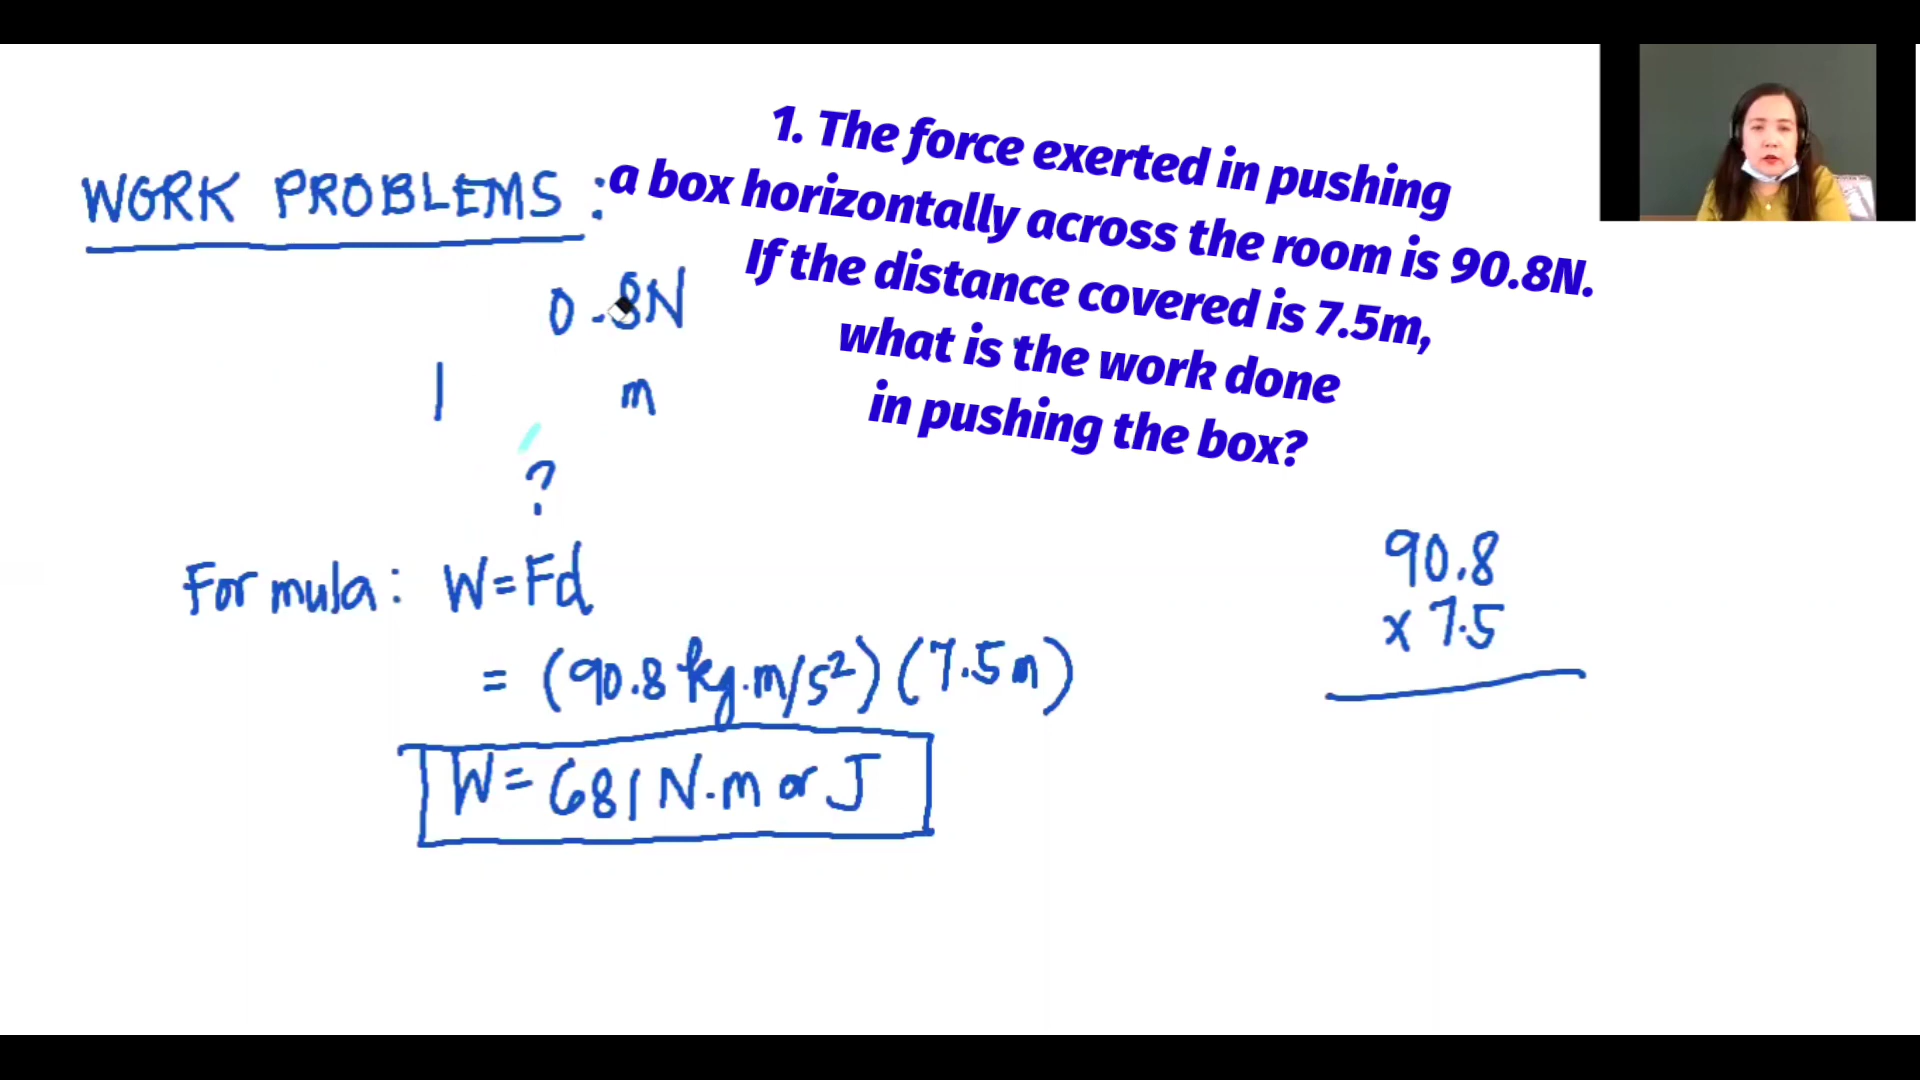 WORK PROBLEMS :
1. The force exerted in pushing
a box horizontally across the room is 90.8N.
If the distance covered is 7.5m,
what is the work done
in pushing the box?
0.8N
m
?
Formula: W=Fd
= (90.8 kg.m/s²) (7.5m)
W= 681 N.m or J
90.8
x 7.5